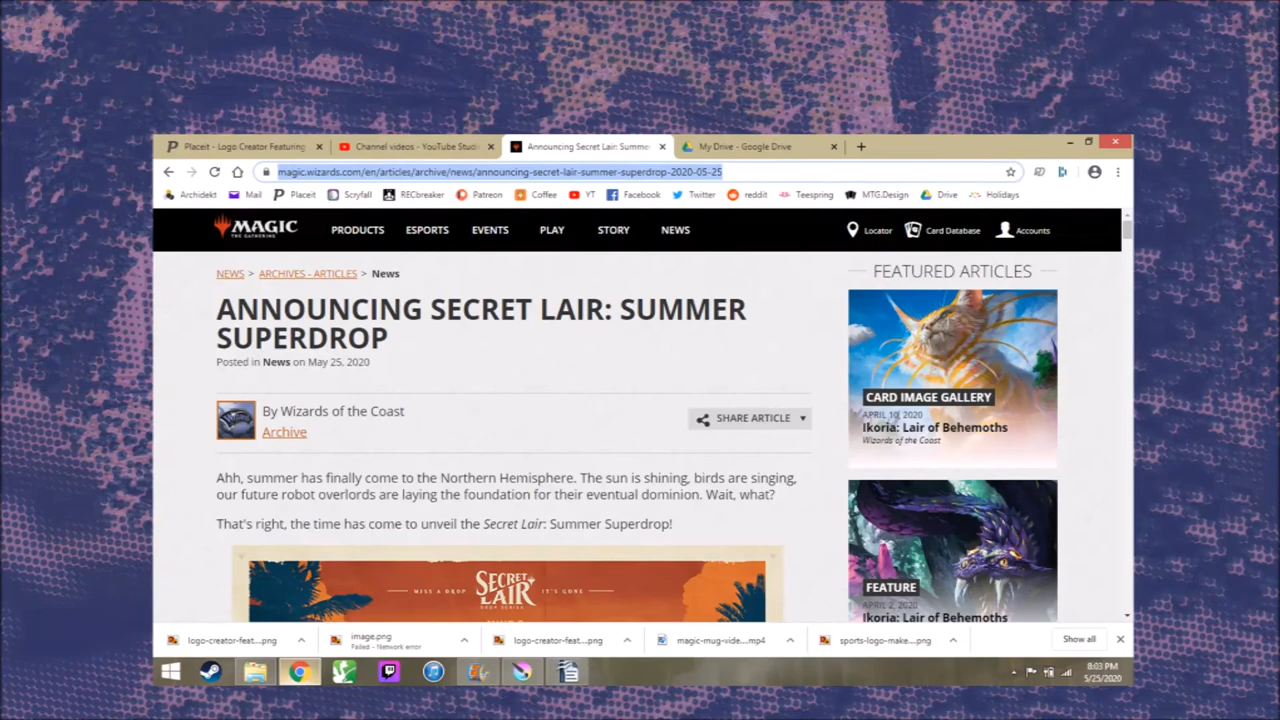 Placeit - Logo Creator Featuring
Channel videos - YouTube Studi
Announcing Secret Lair: Summer
My Drive - Google Drive
magic.wizards.com/en/articles/archive/news/announcing-secret-lair-summer-superdrop-2020-05-25
Archidekt Mail Placeit Scryfall RECbreaker Patreon Coffee YT Facebook Twitter reddit Teespring MTG.Design Drive Holidays
MAGIC
THE GATHERING
PRODUCTS ESPORTS EVENTS PLAY STORY NEWS
Locator Card Database Accounts
NEWS > ARCHIVES - ARTICLES > News
ANNOUNCING SECRET LAIR: SUMMER
SUPERDROP
Posted in News on May 25, 2020
By Wizards of the Coast
Archive
SHARE ARTICLE
Ahh, summer has finally come to the Northern Hemisphere. The sun is shining, birds are singing,
our future robot overlords are laying the foundation for their eventual dominion. Wait, what?
That's right, the time has come to unveil the Secret Lair: Summer Superdrop!
MISS A DROP
SECRET
LAIR
DROP SERIES
IT'S GONE
FEATURED ARTICLES
CARD IMAGE GALLERY
APRIL 10, 2020
Ikoria: Lair of Behemoths
Wizards of the Coast
FEATURE
APRIL 2, 2020
Ikoria: Lair of Behemoths
logo-creator-feat....png
image.png
Failed - Network error
logo-creator-feat....png
magic-mug-vide....mp4
sports-logo-make....png
Show all
8:03 PM
5/25/2020